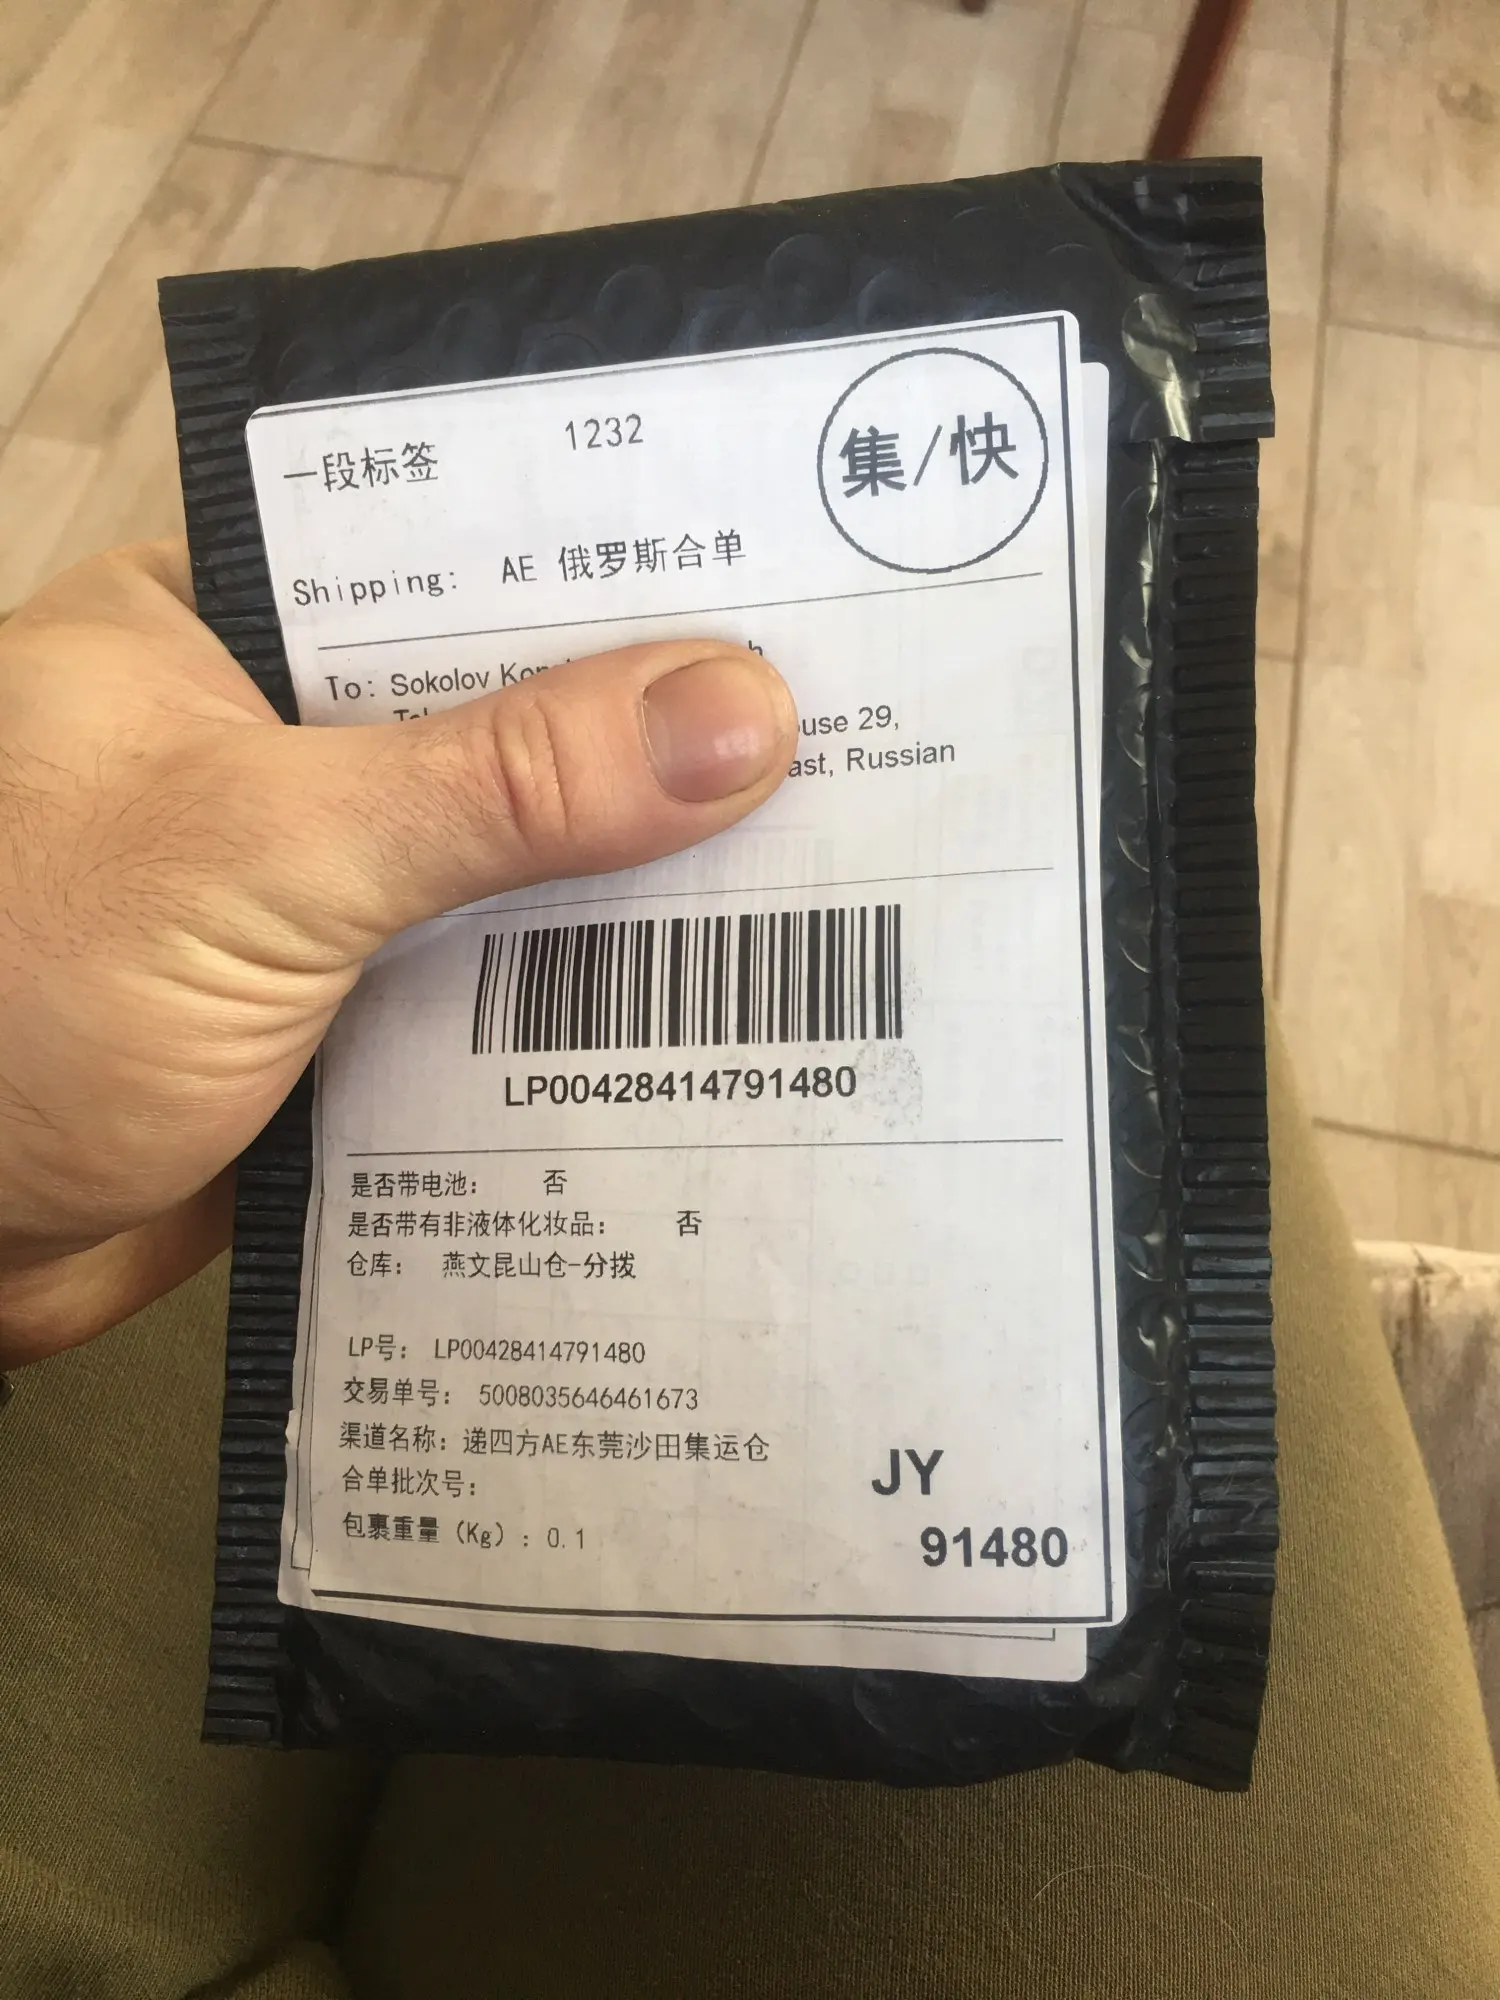 一段标签 1232
集/快
Shipping: AE 俄罗斯合单
To: Sokolov
29,
Russian
LP00428414791480
是否带电池： 否
是否带有非液体化妆品： 否
仓库： 燕文昆山仓-分拨
LP号： LP00428414791480
交易单号： 5008035646461673
渠道名称：递四方AE东莞沙田集运仓
合单批次号：
包裹重量（Kg）：0.1
JY
91480